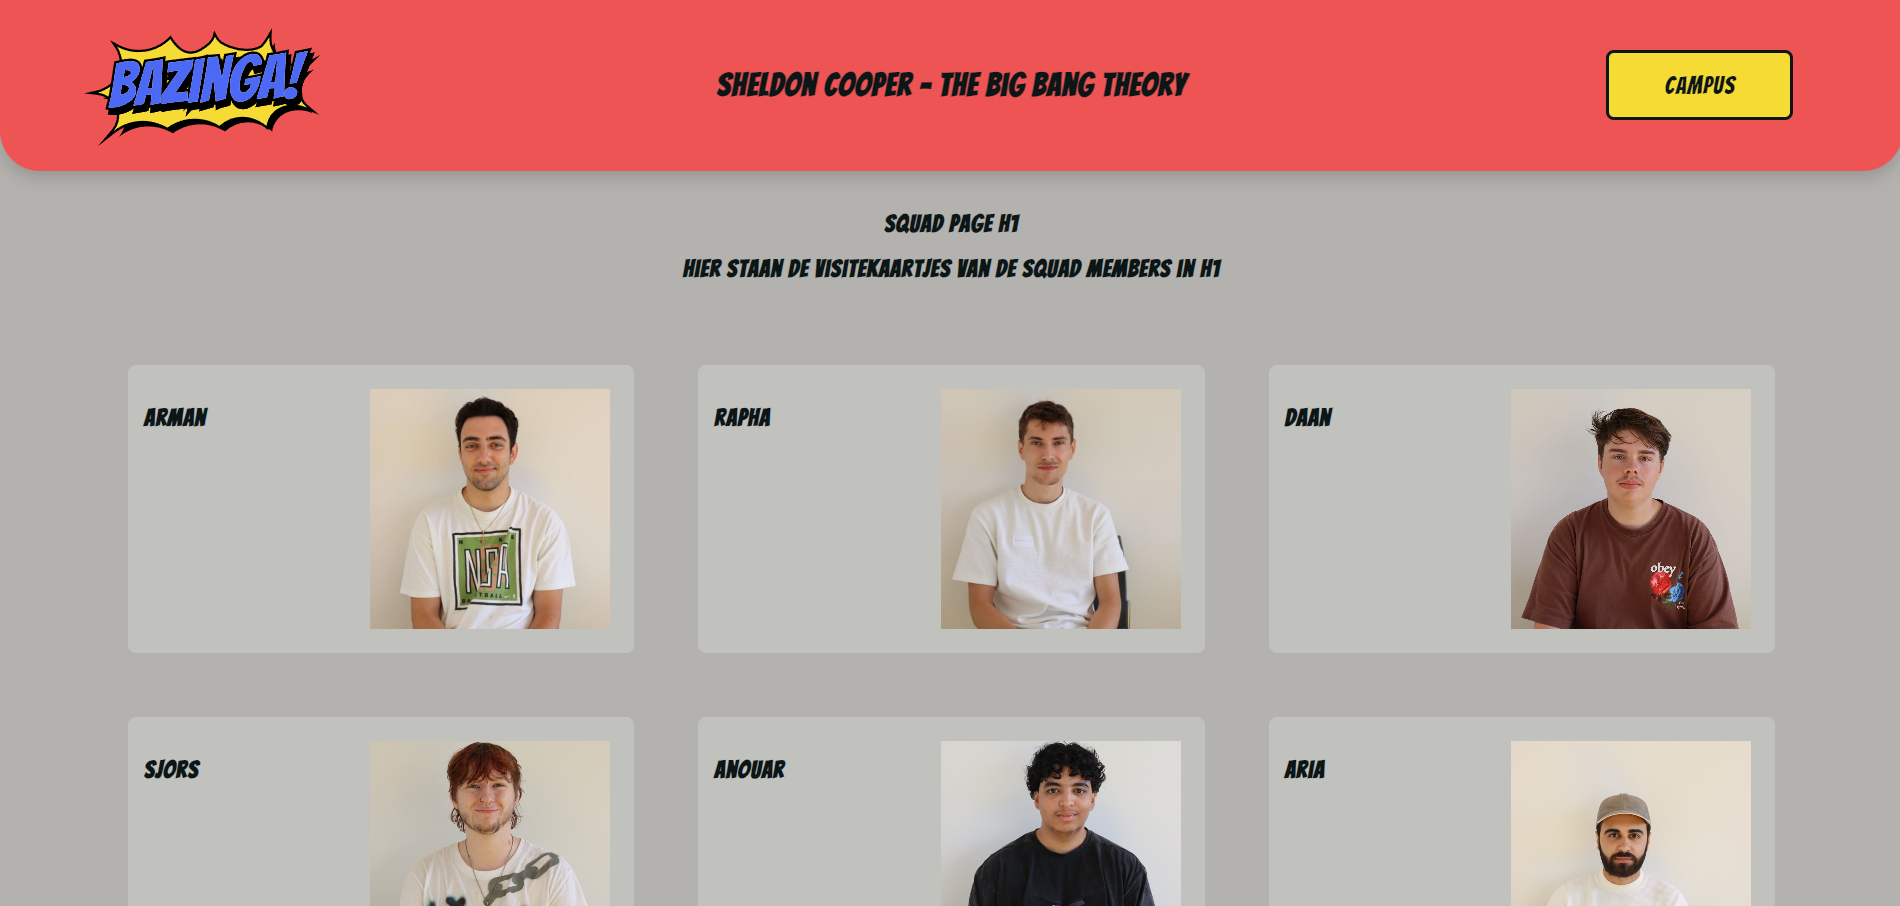 BAZINGA!
SHELDON COOPER - THE BIG BANG THEORY
CAMPUS
SQUAD PAGE H1
HIER STAAN DE VISITEKAARTJES VAN DE SQUAD MEMBERS IN H1
ARMAN
RAPHA
DAAN
obey
SJORS
ANOUAR
ARIA